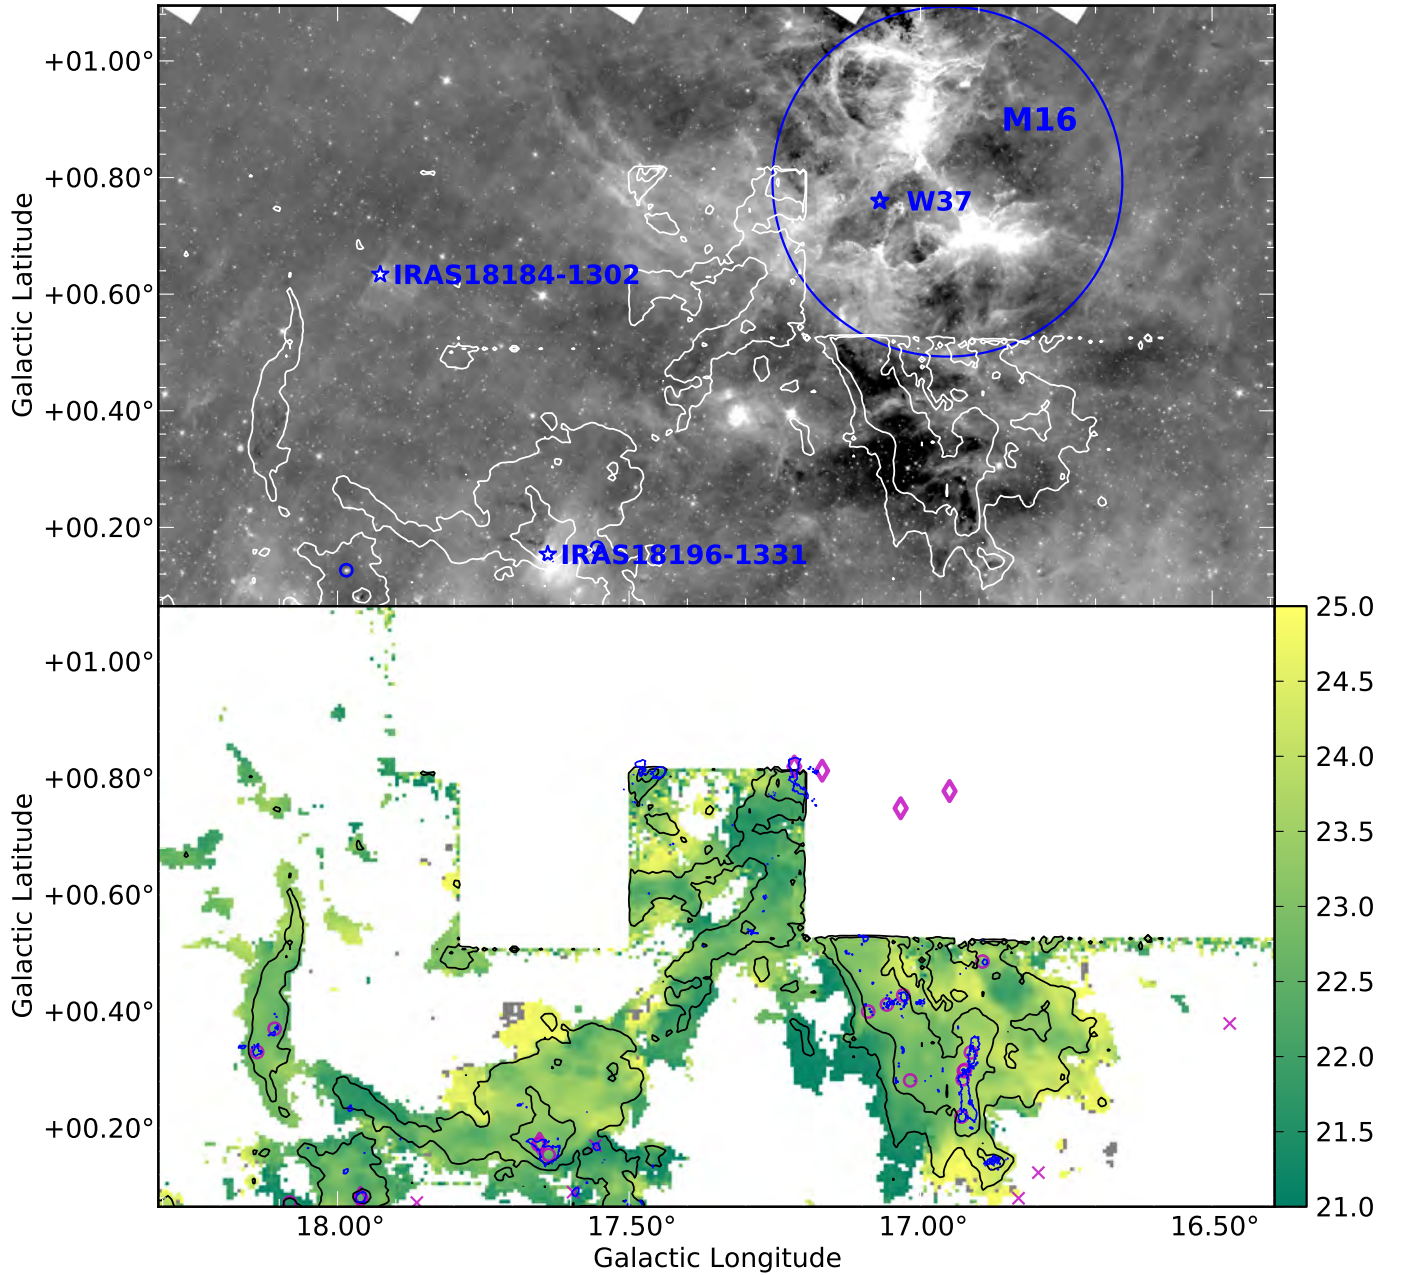 +01.00°
+00.80°
+00.60°
+00.40°
+00.20°
Galactic Latitude
M16
W37
IRAS18184-1302
IRAS18196-1331
+01.00°
+00.80°
+00.60°
+00.40°
+00.20°
Galactic Latitude
25.0
24.5
24.0
23.5
23.0
22.5
22.0
21.5
21.0
18.00° 17.50° 17.00° 16.50°
Galactic Longitude